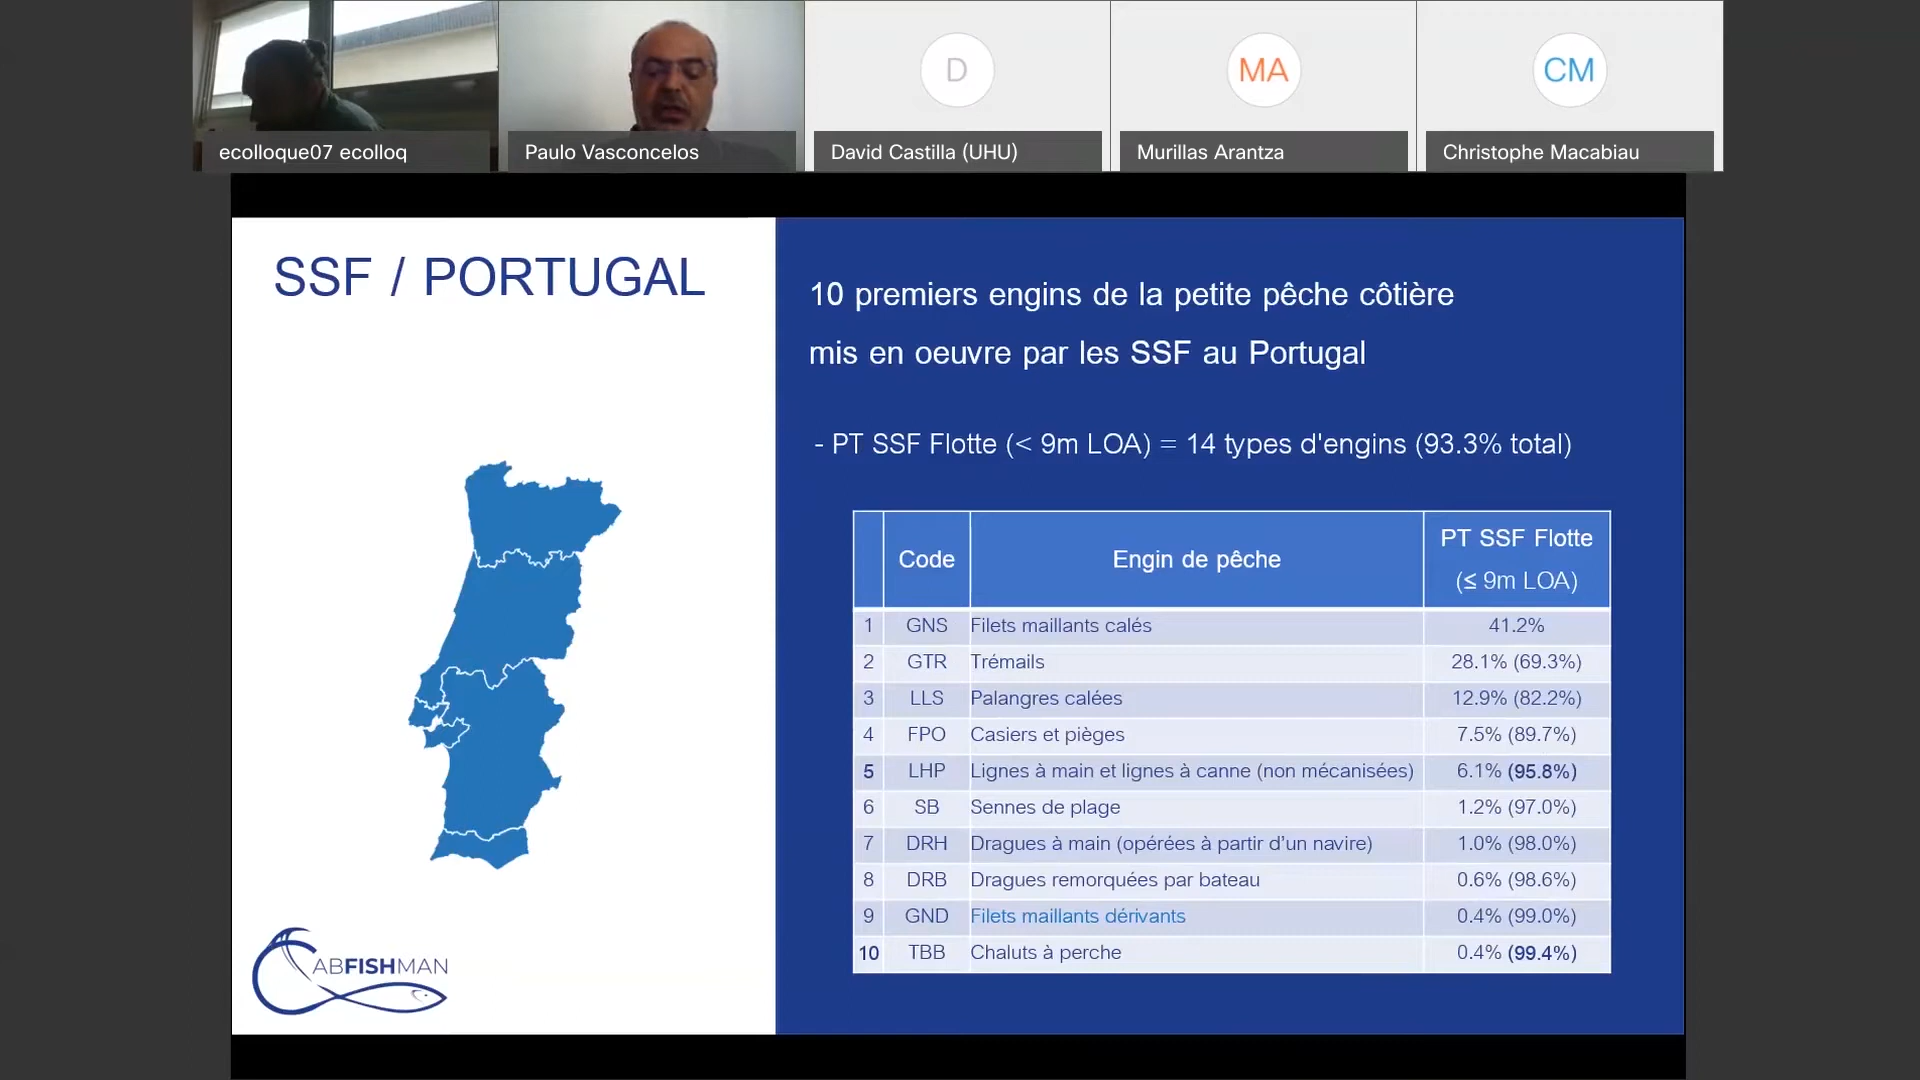 ecolloque07 ecolloq
Paulo Vasconcelos
D
David Castilla (UHU)
MA
Murillas Arantza
CM
Christophe Macabiau
SSF / PORTUGAL
10 premiers engins de la petite pêche côtière
mis en oeuvre par les SSF au Portugal
- PT SSF Flotte (< 9m LOA) = 14 types d'engins (93.3% total)
Code Engin de pêche PT SSF Flotte
(≤ 9m LOA)
1 GNS Filets maillants calés 41.2%
2 GTR Trémails 28.1% (69.3%)
3 LLS Palangres calées 12.9% (82.2%)
4 FPO Casiers et pièges 7.5% (89.7%)
5 LHP Lignes à main et lignes à canne (non mécanisées) 6.1% (95.8%)
6 SB Sennes de plage 1.2% (97.0%)
7 DRH Dragues à main (opérées à partir d’un navire) 1.0% (98.0%)
8 DRB Dragues remorquées par bateau 0.6% (98.6%)
9 GND Filets maillants dérivants 0.4% (99.0%)
10 TBB Chaluts à perche 0.4% (99.4%)
CABFISHMAN